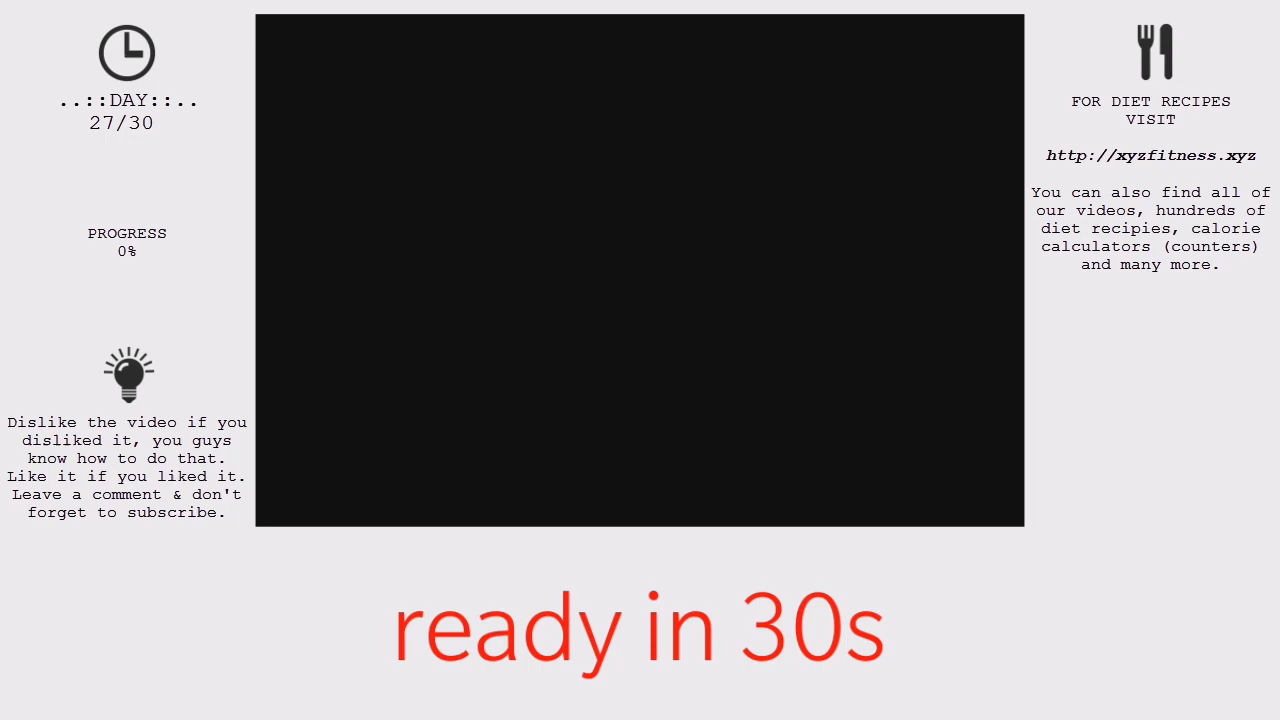 ..::DAY::..
27/30
PROGRESS
0%
Dislike the video if you
disliked it, you guys
know how to do that.
Like it if you liked it.
Leave a comment & don't
forget to subscribe.
FOR DIET RECIPES
VISIT
http://xyzfitness.xyz
You can also find all of
our videos, hundreds of
diet recipies, calorie
calculators (counters)
and many more.
ready in 30s